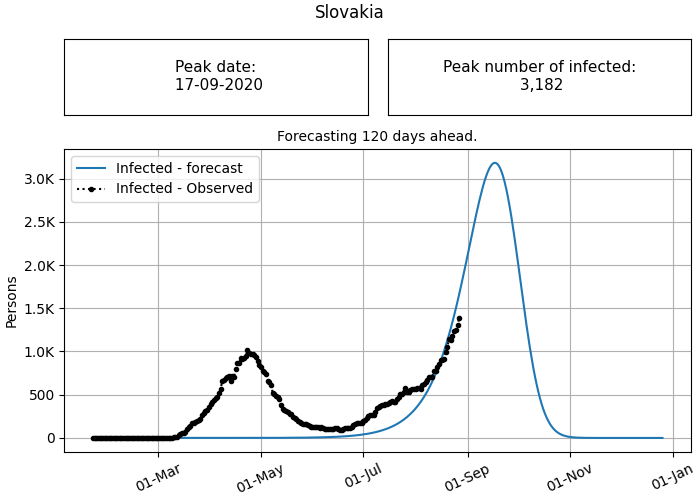 Slovakia
Peak date:
17-09-2020
Peak number of infected:
3,182
Forecasting 120 days ahead.
Infected - forecast
Infected - Observed
Persons
3.0K
2.5K
2.0K
1.5K
1.0K
500
0
01-Mar
01-May
01-Jul
01-Sep
01-Nov
01-Jan